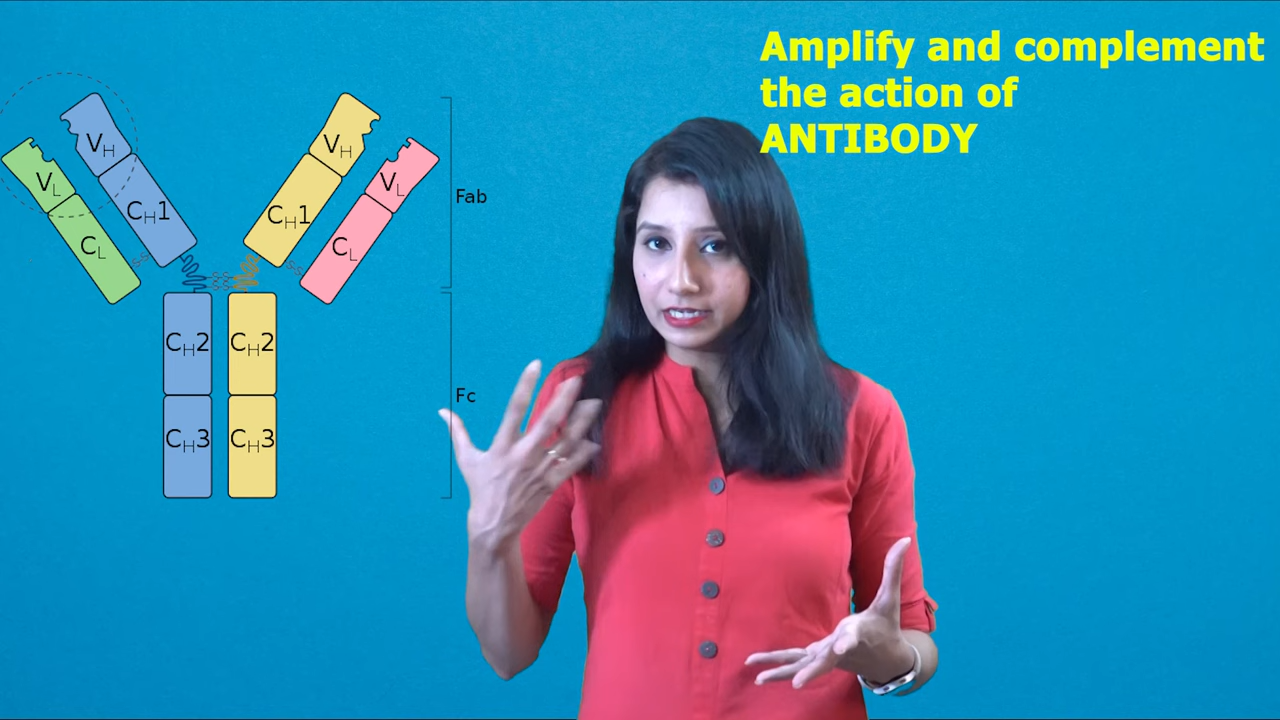 Amplify and complement
the action of
ANTIBODY
VH
VH
VL
VL
CH1
CH1
Fab
CL
CL
CH2
CH2
Fc
CH3
CH3